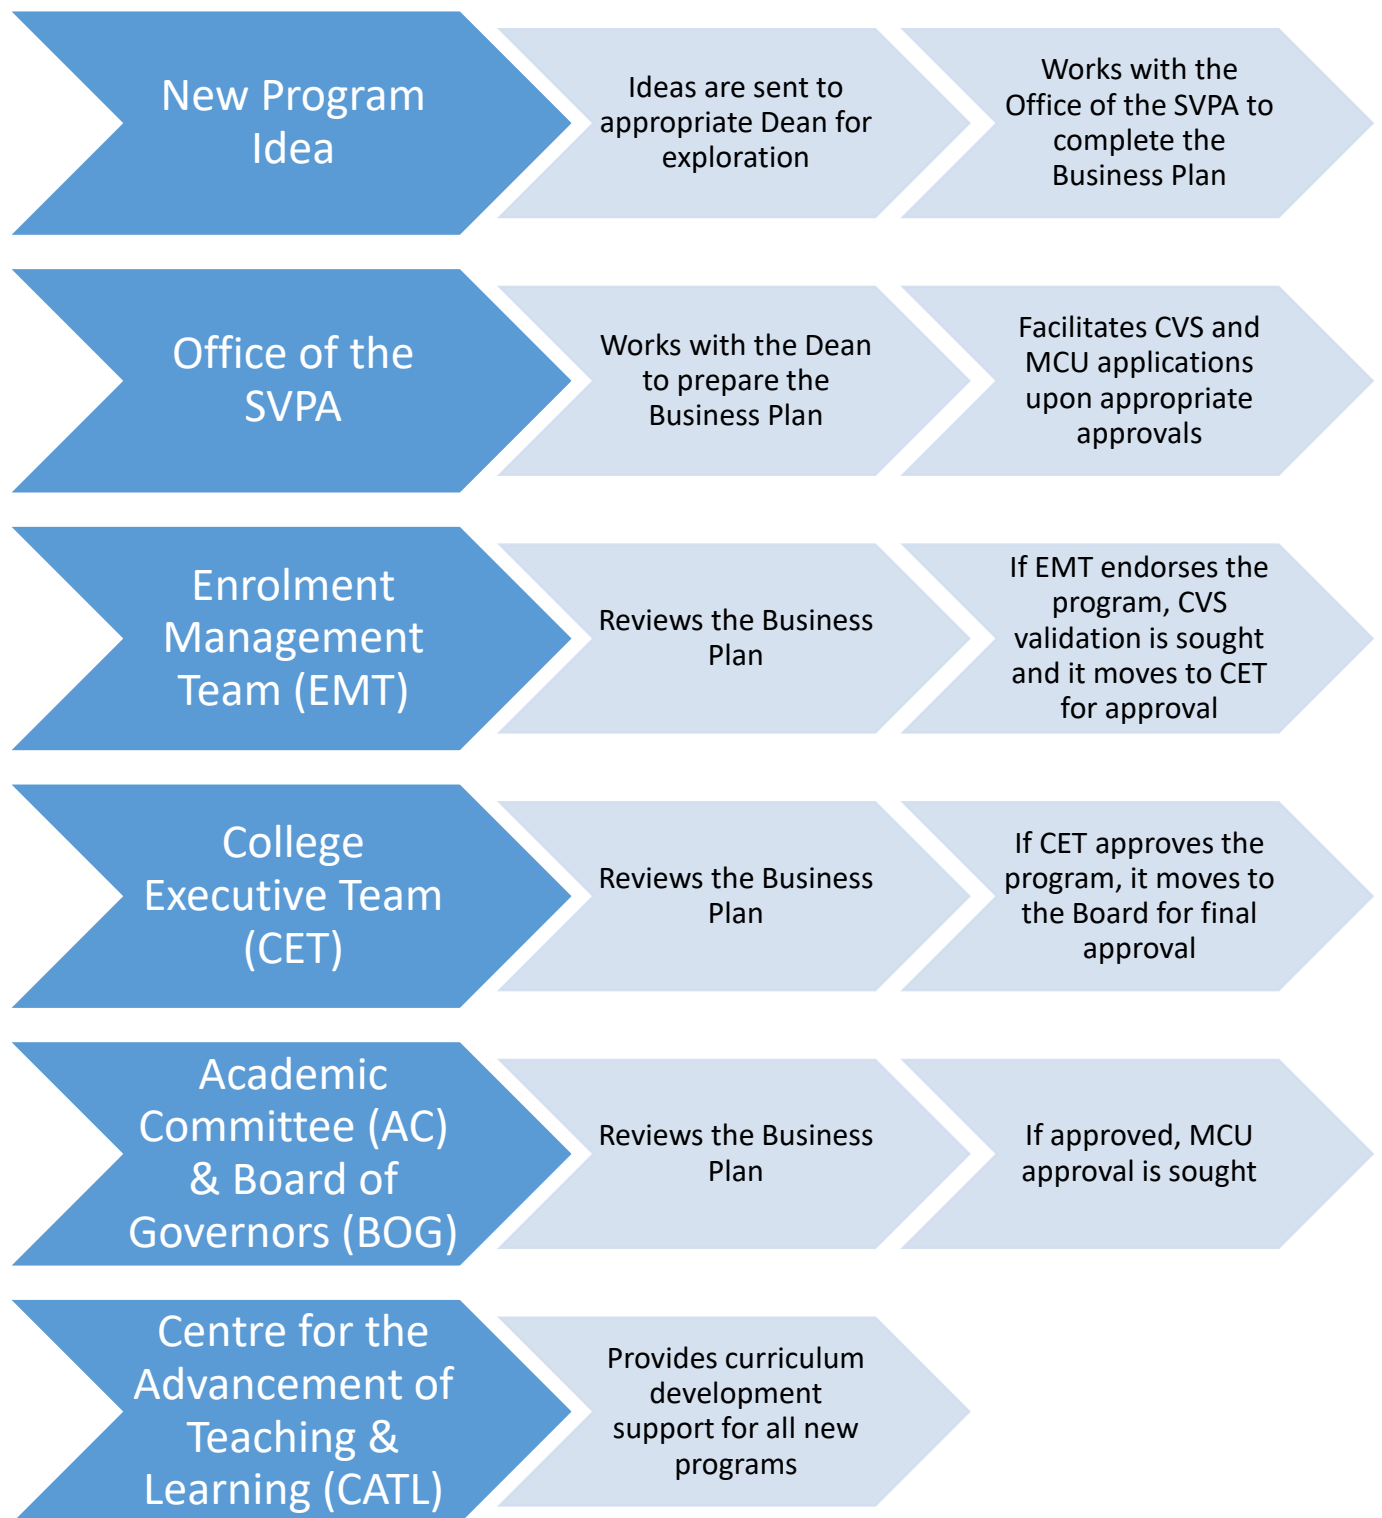 New Program
Idea
Ideas are sent to
appropriate Dean for
exploration
Works with the
Office of the SVPA to
complete the
Business Plan
Office of the
SVPA
Works with the Dean
to prepare the
Business Plan
Facilitates CVS and
MCU applications
upon appropriate
approvals
Enrolment
Management
Team (EMT)
Reviews the Business
Plan
If EMT endorses the
program, CVS
validation is sought
and it moves to CET
for approval
College
Executive Team
(CET)
Reviews the Business
Plan
If CET approves the
program, it moves to
the Board for final
approval
Academic
Committee (AC)
& Board of
Governors (BOG)
Reviews the Business
Plan
If approved, MCU
approval is sought
Centre for the
Advancement of
Teaching &
Learning (CATL)
Provides curriculum
development
support for all new
programs